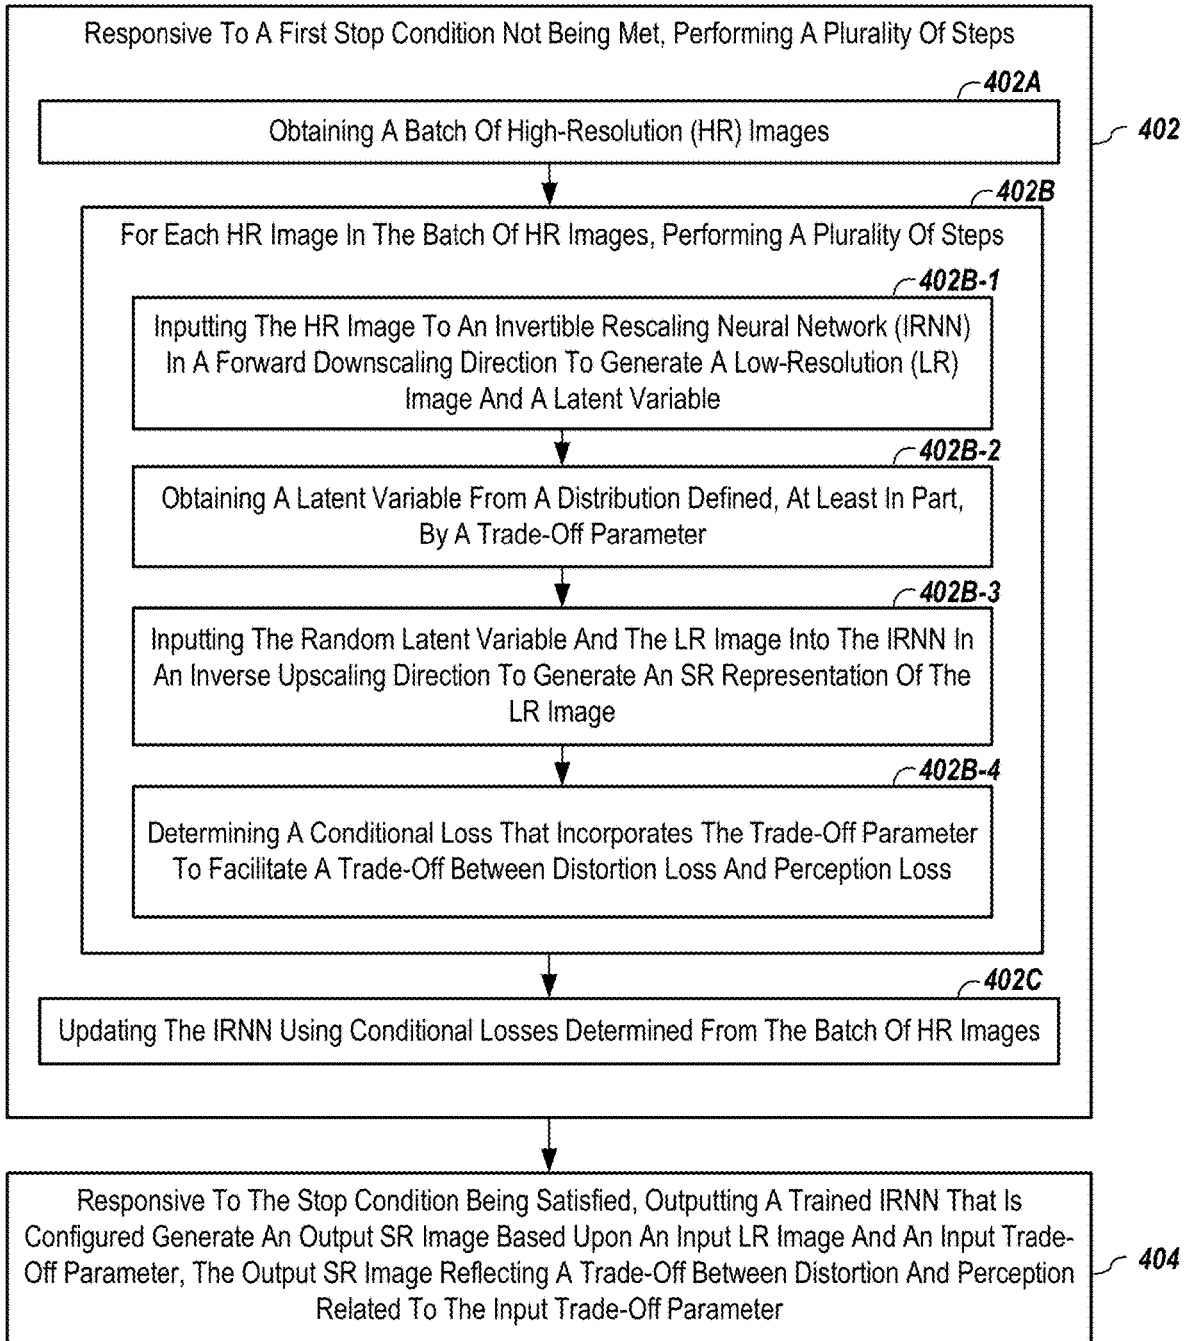 Responsive To A First Stop Condition Not Being Met, Performing A Plurality Of Steps
402A
Obtaining A Batch Of High-Resolution (HR) Images
402
402B
For Each HR Image In The Batch Of HR Images, Performing A Plurality Of Steps
402B-1
Inputting The HR Image To An Invertible Rescaling Neural Network (IRNN)
In A Forward Downscaling Direction To Generate A Low-Resolution (LR)
Image And A Latent Variable
402B-2
Obtaining A Latent Variable From A Distribution Defined, At Least In Part,
By A Trade-Off Parameter
402B-3
Inputting The Random Latent Variable And The LR Image Into The IRNN In
An Inverse Upscaling Direction To Generate An SR Representation Of The
LR Image
402B-4
Determining A Conditional Loss That Incorporates The Trade-Off Parameter
To Facilitate A Trade-Off Between Distortion Loss And Perception Loss
402C
Updating The IRNN Using Conditional Losses Determined From The Batch Of HR Images
Responsive To The Stop Condition Being Satisfied, Outputting A Trained IRNN That Is
Configured Generate An Output SR Image Based Upon An Input LR Image And An Input Trade-
Off Parameter, The Output SR Image Reflecting A Trade-Off Between Distortion And Perception
Related To The Input Trade-Off Parameter
404